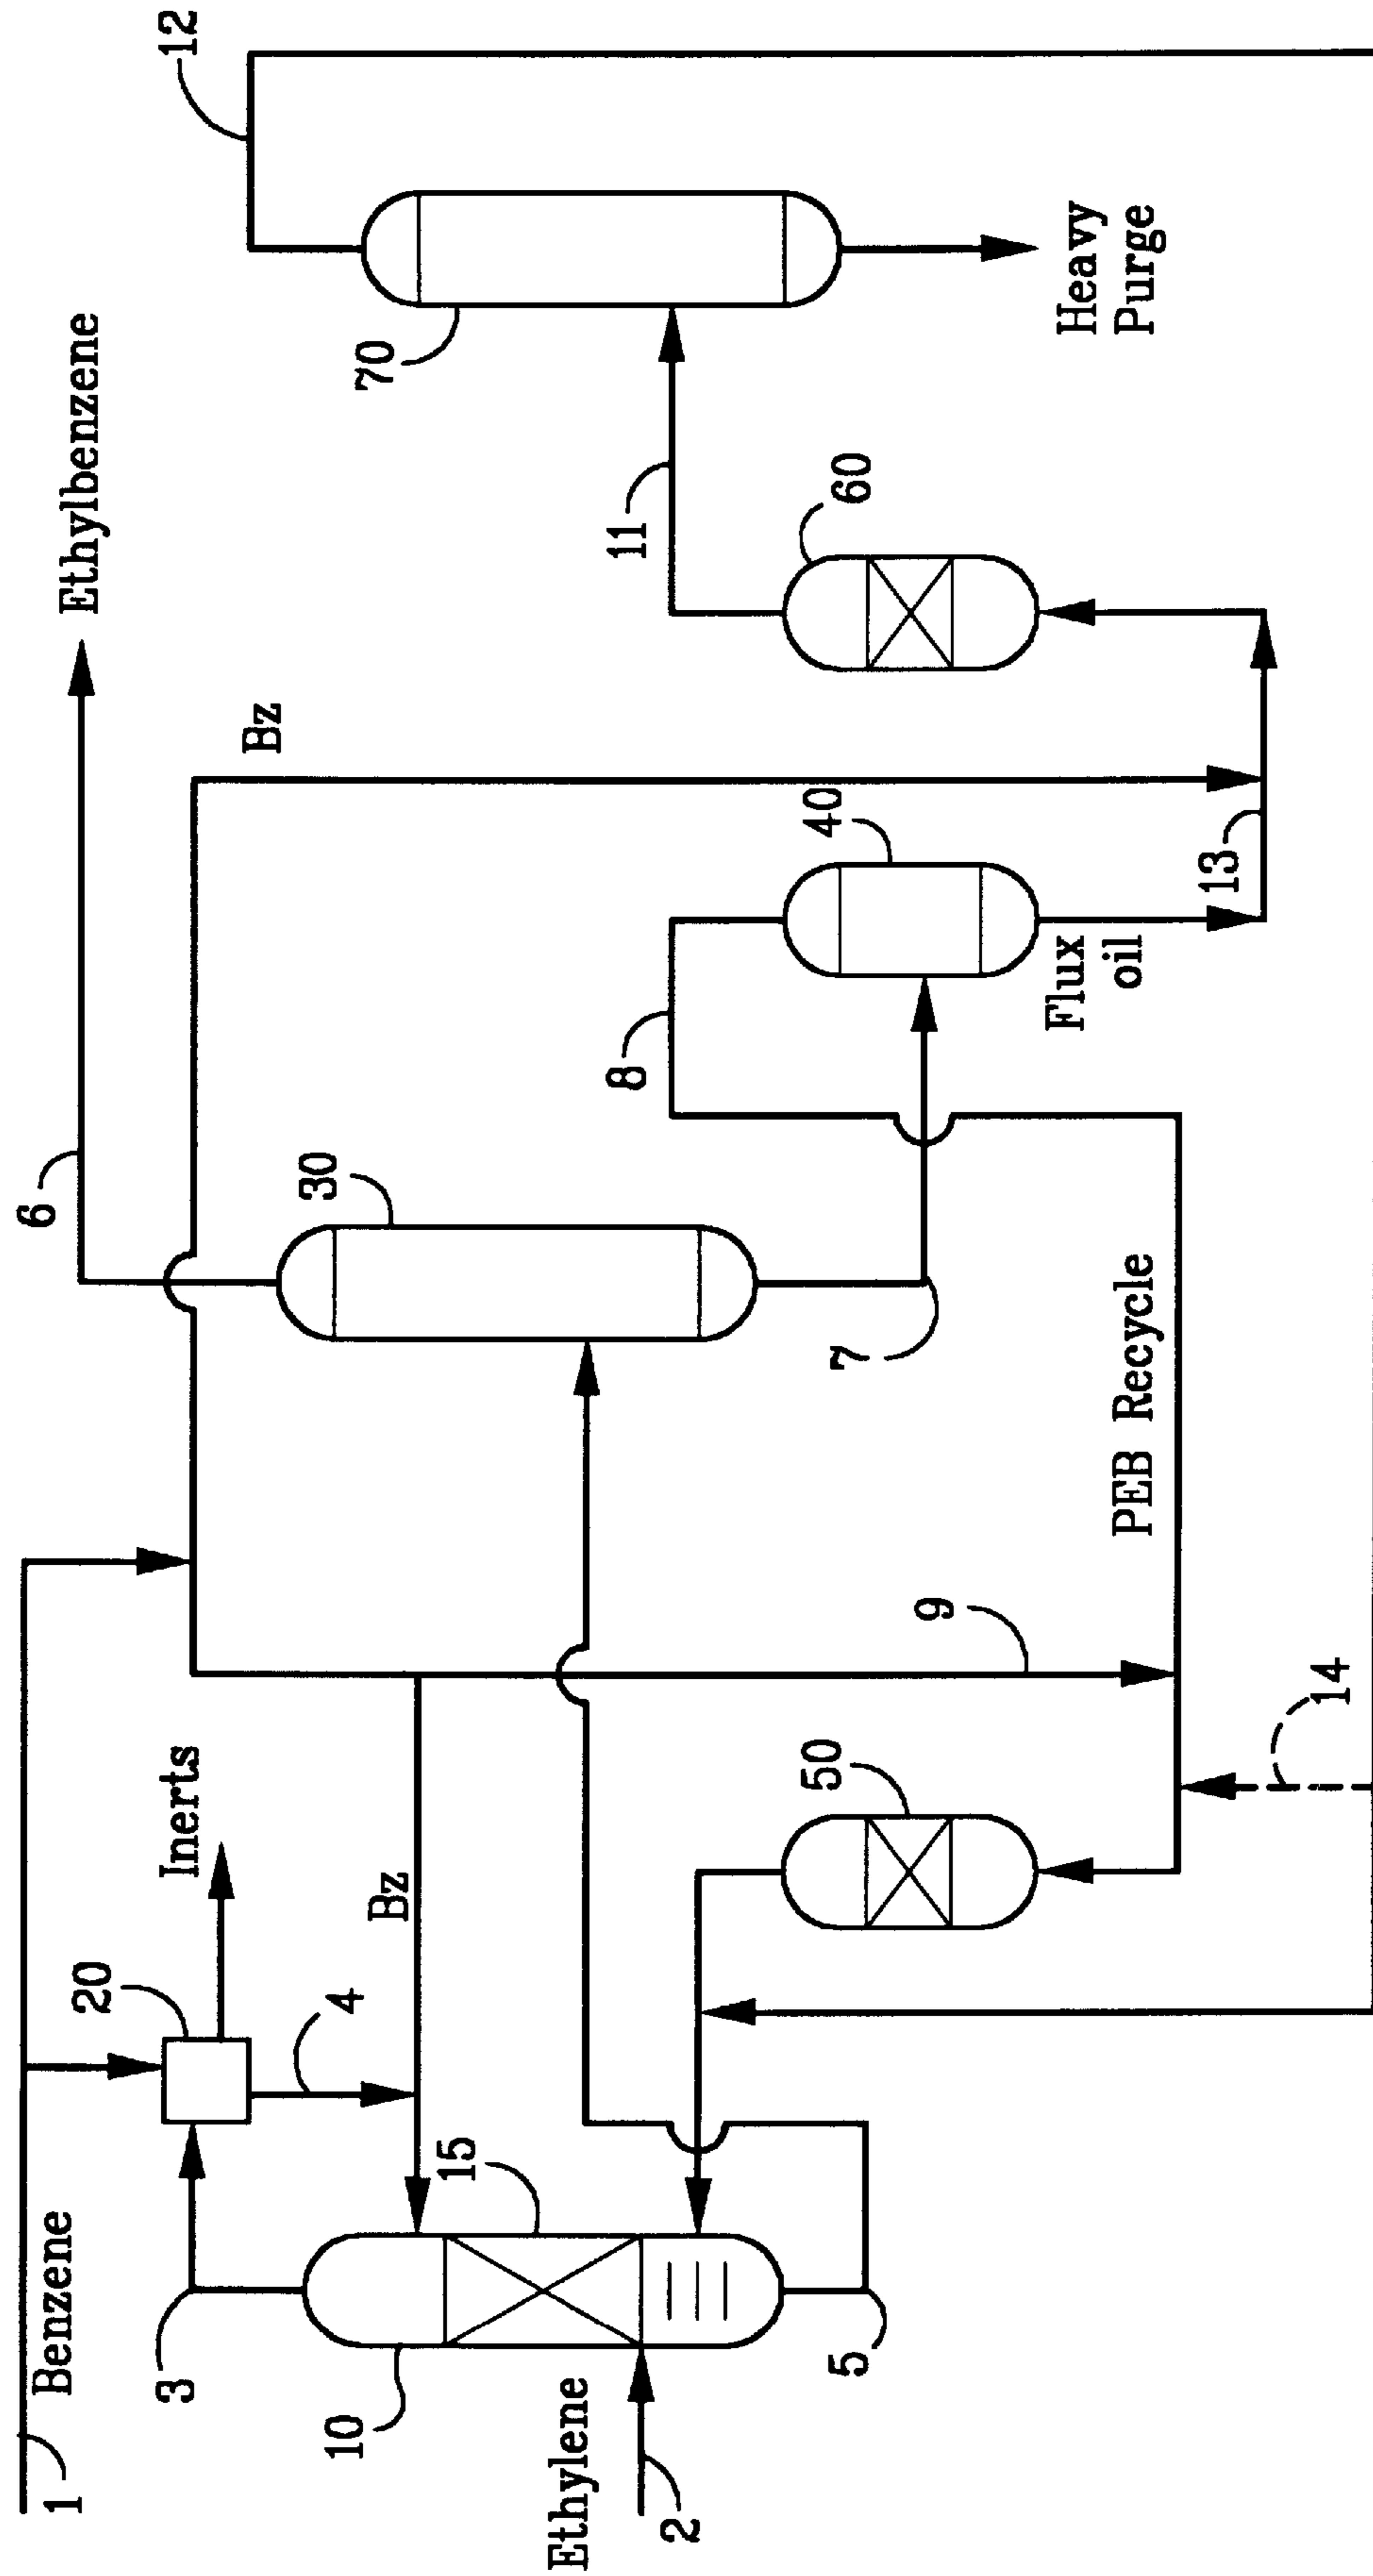 1
Benzene
3
20
Inerts
4
10
15
Bz
Ethylene
2
5
50
9
14
PEB Recycle
6
Ethylbenzene
30
7
8
Bz
40
Flux
oil
13
11
60
12
70
Heavy
Purge